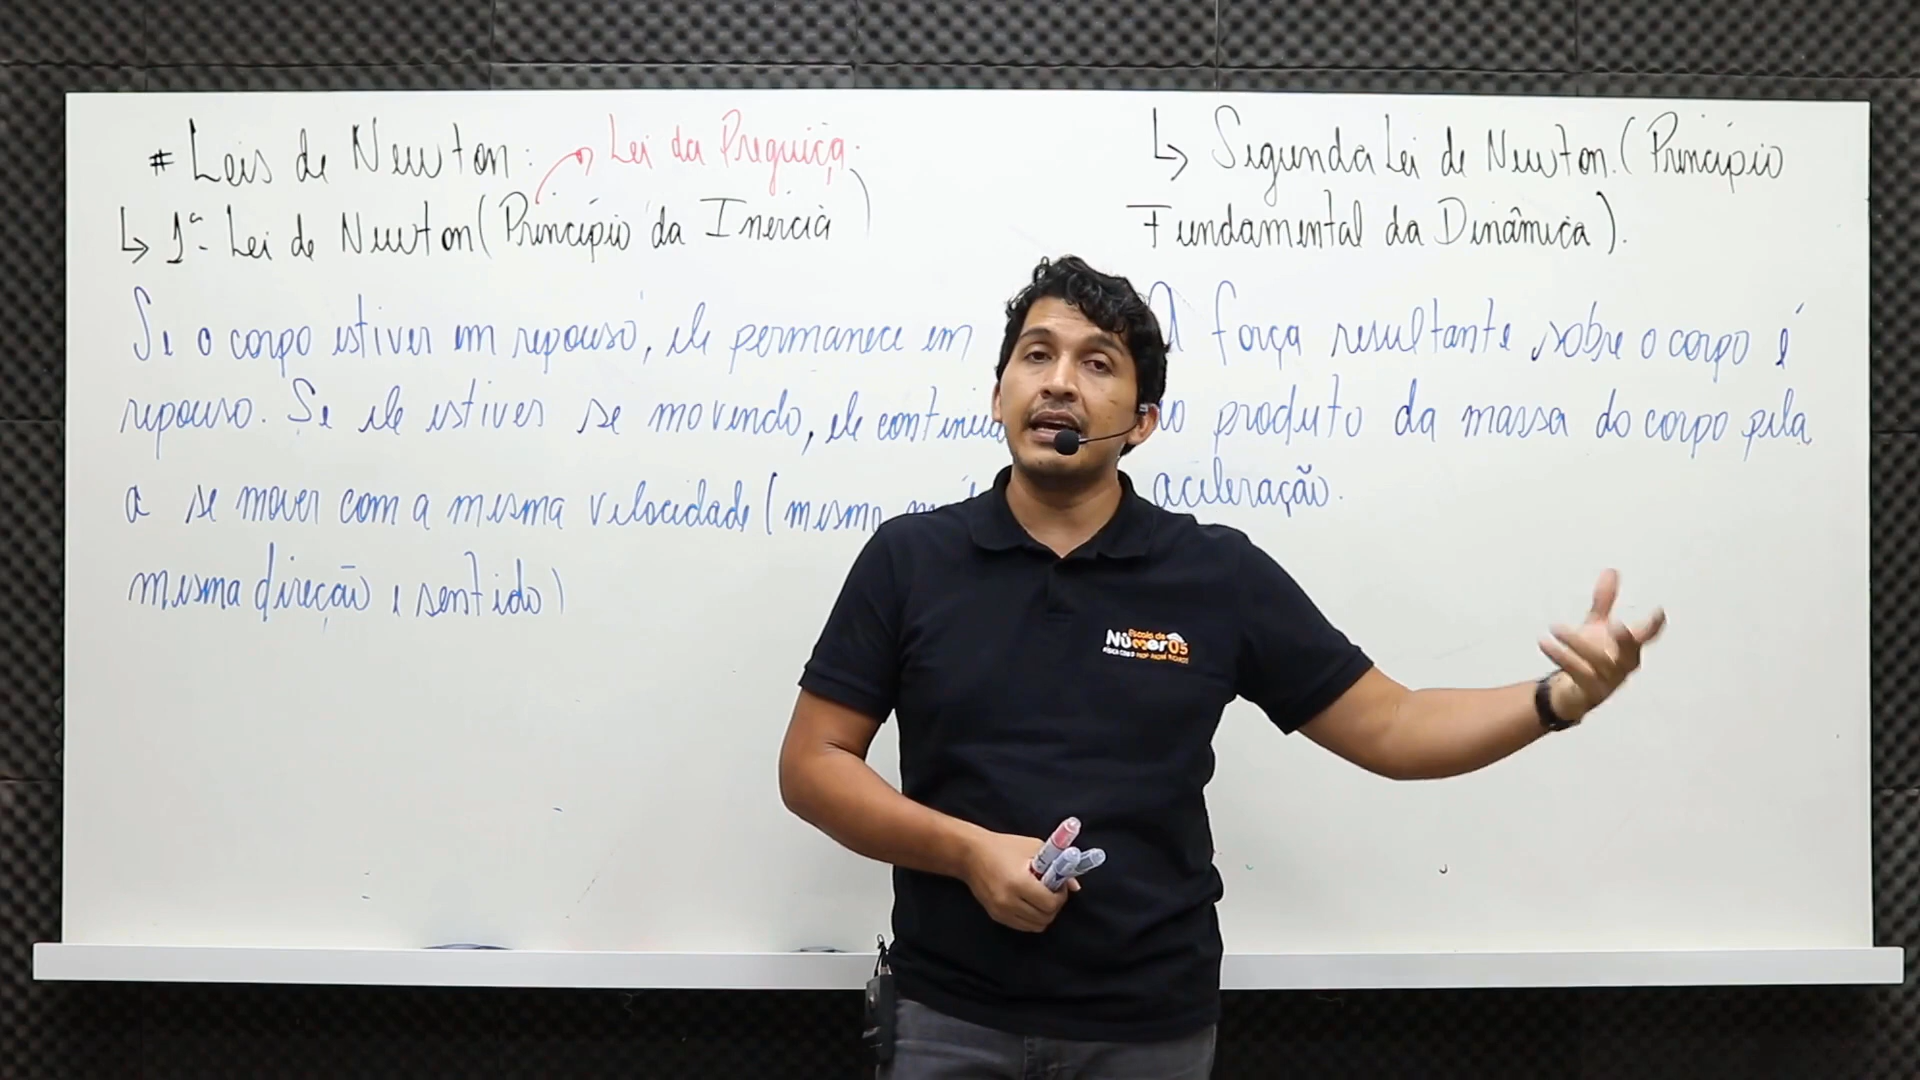 # Leis de Newton: Lei da Preguiça.
↳ 1ª Lei de Newton (Princípio da Inércia)
Se o corpo estiver em repouso, ele permanece em
repouso. Se ele estiver se movendo, ele continua
a se mover com a mesma velocidade (mesmo
mesma direção e sentido)
↳ Segunda Lei de Newton. (Princípio
Fundamental da Dinâmica).
A força resultante sobre o corpo é
ao produto da massa do corpo pela
aceleração.
Escola de
Número5